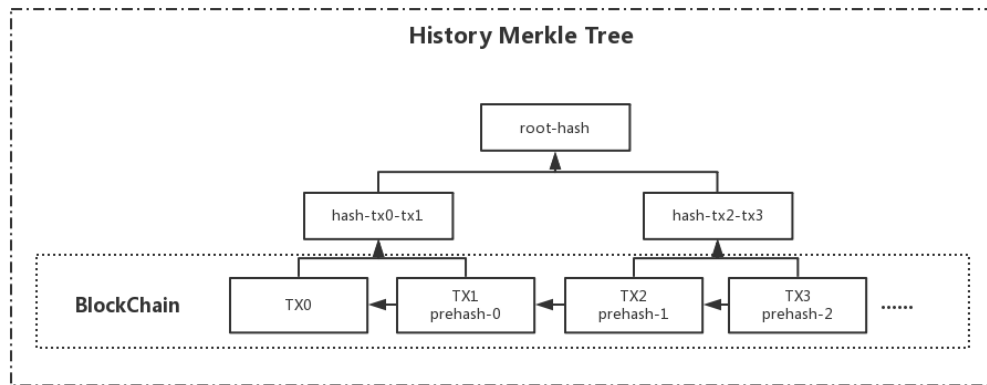 History Merkle Tree
root-hash
hash-tx0-tx1
hash-tx2-tx3
BlockChain
TX0
TX1
prehash-0
TX2
prehash-1
TX3
prehash-2
......